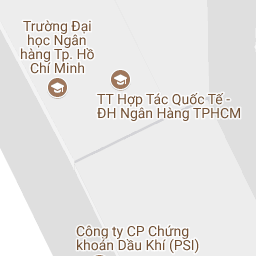 Trường Đại
học Ngân
hàng Tp. Hồ
Chí Minh
TT Hợp Tác Quốc Tế -
ĐH Ngân Hàng TPHCM
Công ty CP Chứng
khoán Dầu Khí (PSI)